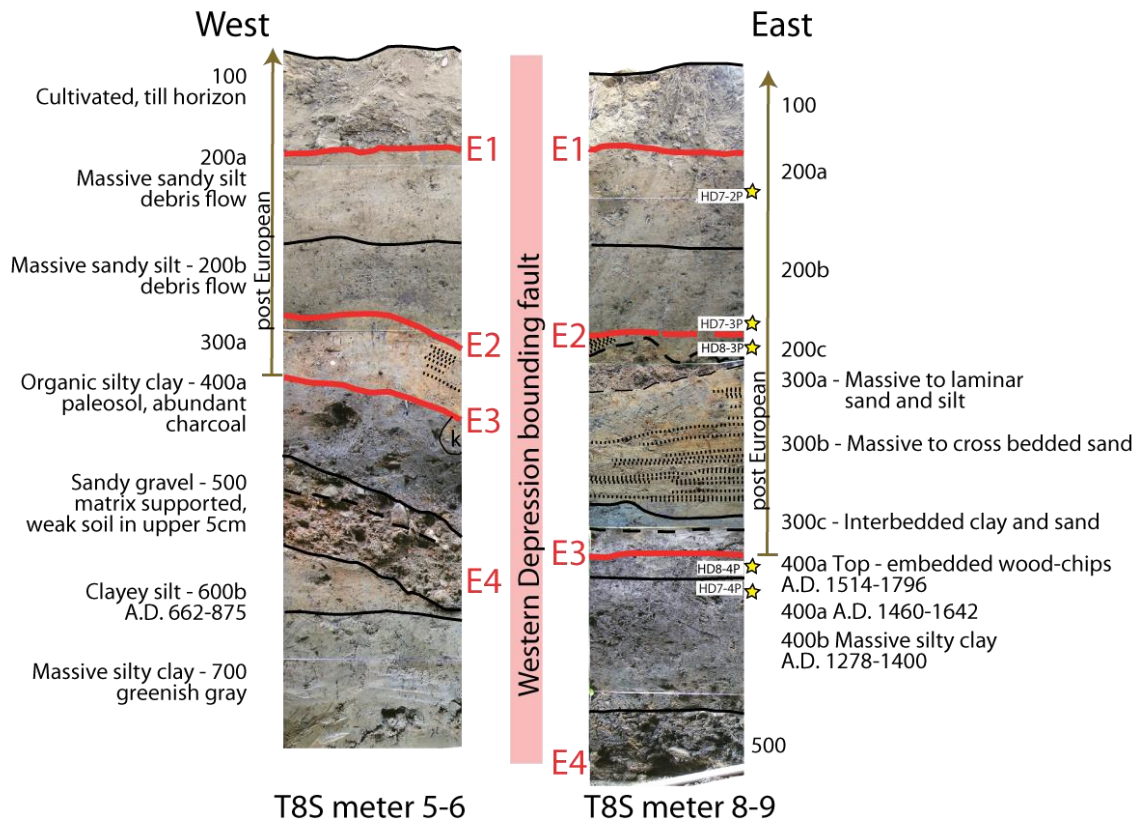 West
East
100
Cultivated, till horizon
200a
Massive sandy silt
debris flow
Massive sandy silt - 200b
debris flow
post European
300a
Organic silty clay - 400a
paleosol, abundant
charcoal
Sandy gravel - 500
matrix supported,
weak soil in upper 5cm
Clayey silt - 600b
A.D. 662-875
Massive silty clay - 700
greenish gray
E1
E2
E3
k
E4
Western Depression bounding fault
E1
E2
E3
E4
HD7-2P
HD7-3P
HD8-3P
HD8-4P
HD7-4P
100
200a
200b
200c
post European
300a - Massive to laminar
sand and silt
300b - Massive to cross bedded sand
300c - Interbedded clay and sand
400a Top - embedded wood-chips
A.D. 1514-1796
400a A.D. 1460-1642
400b Massive silty clay
A.D. 1278-1400
500
T8S meter 5-6
T8S meter 8-9